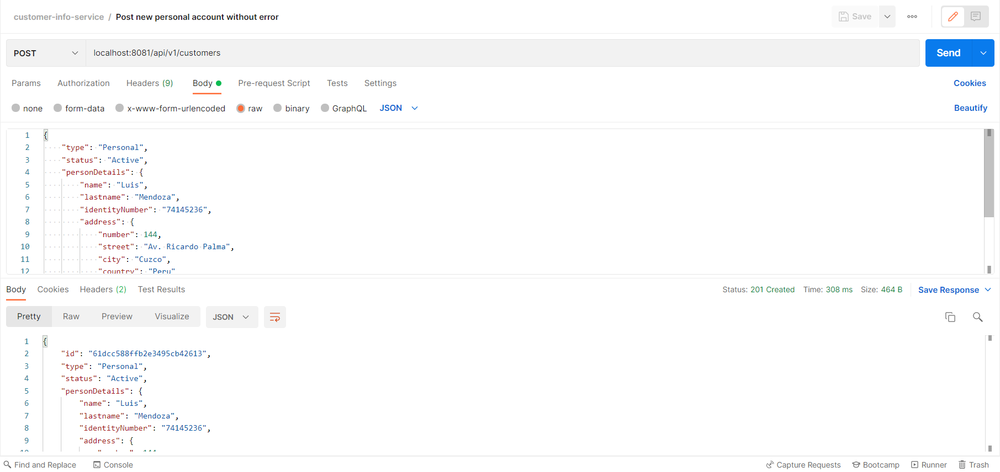 customer-info-service / Post new personal account without error
Save
POST
localhost:8081/api/v1/customers
Send
Params Authorization Headers (9) Body Pre-request Script Tests Settings Cookies
none form-data x-www-form-urlencoded raw binary GraphQL JSON Beautify
1 {
2 "type": "Personal",
3 "status": "Active",
4 "personDetails": {
5 "name": "Luis",
6 "lastname": "Mendoza",
7 "identityNumber": "74145236",
8 "address": {
9 "number": 144,
10 "street": "Av. Ricardo Palma",
11 "city": "Cuzco",
12 "country": "Peru"
Body Cookies Headers (2) Test Results Status: 201 Created Time: 308 ms Size: 464 B Save Response
Pretty Raw Preview Visualize JSON
1 {
2 "id": "61dcc588ffb2e3495cb42613",
3 "type": "Personal",
4 "status": "Active",
5 "personDetails": {
6 "name": "Luis",
7 "lastname": "Mendoza",
8 "identityNumber": "74145236",
9 "address": {
Find and Replace Console Capture Requests Bootcamp Runner Trash